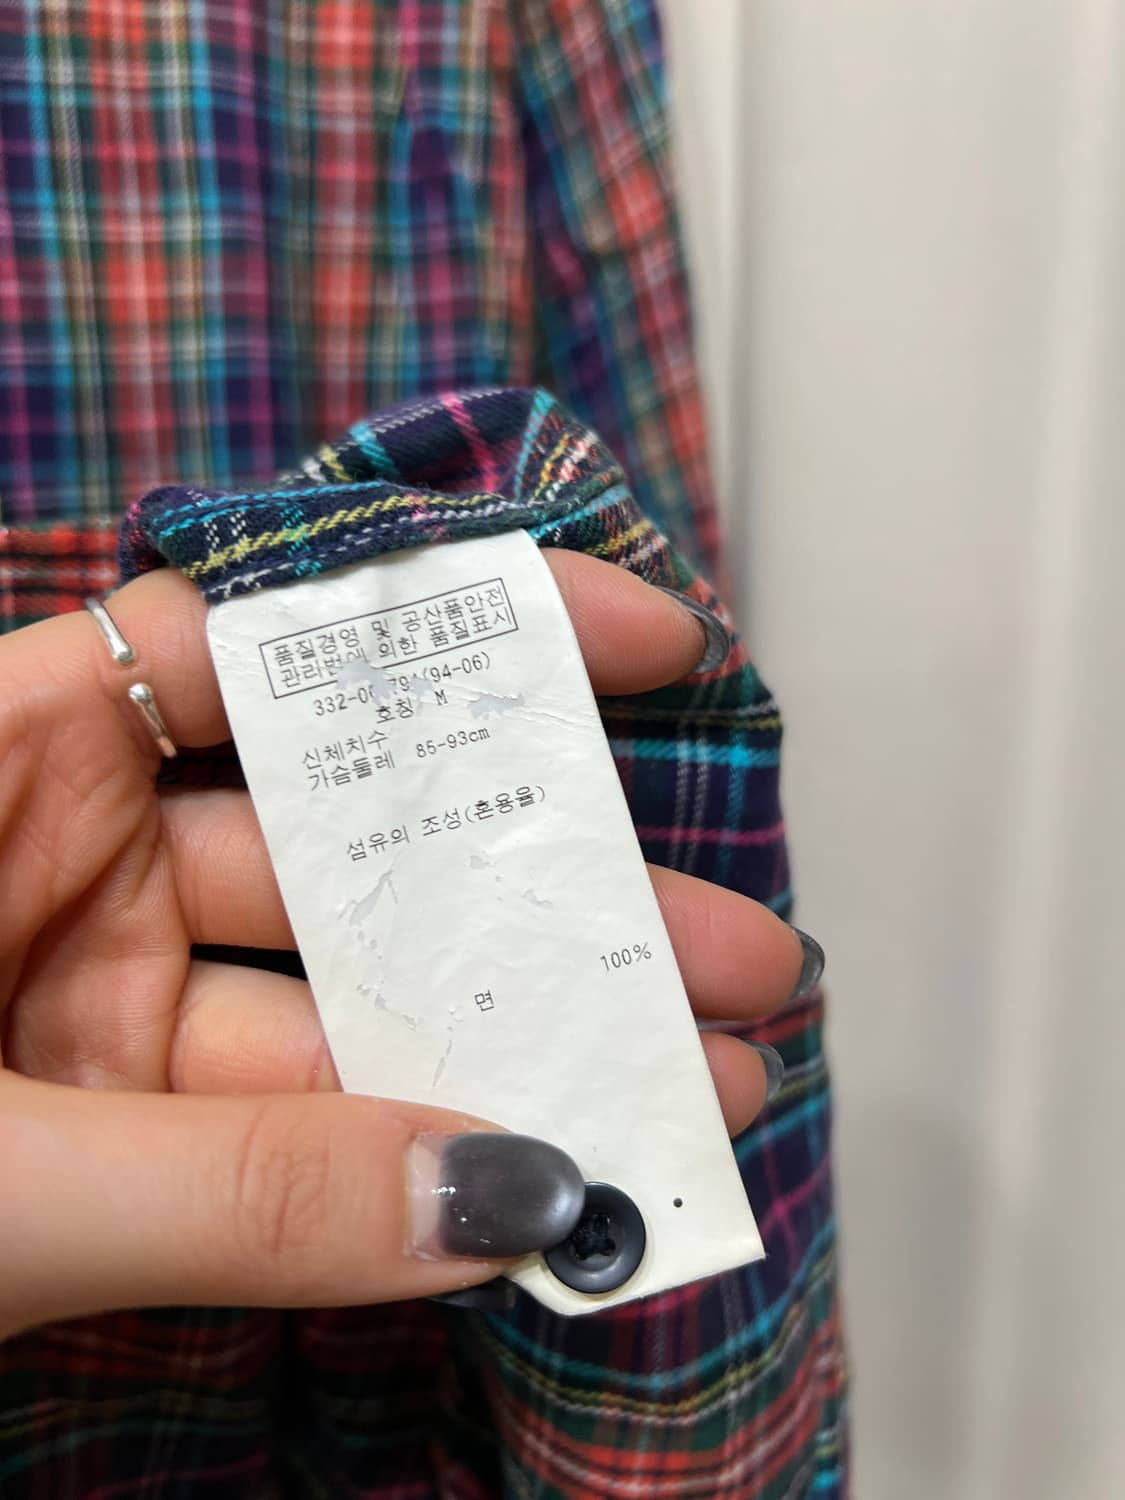 품질경영 및 공산품안전
관리법에 의한 품질표시
(94-06)
호칭 M
신체치수
가슴둘레 85-93cm
섬유의 조성(혼용율)
100%
면